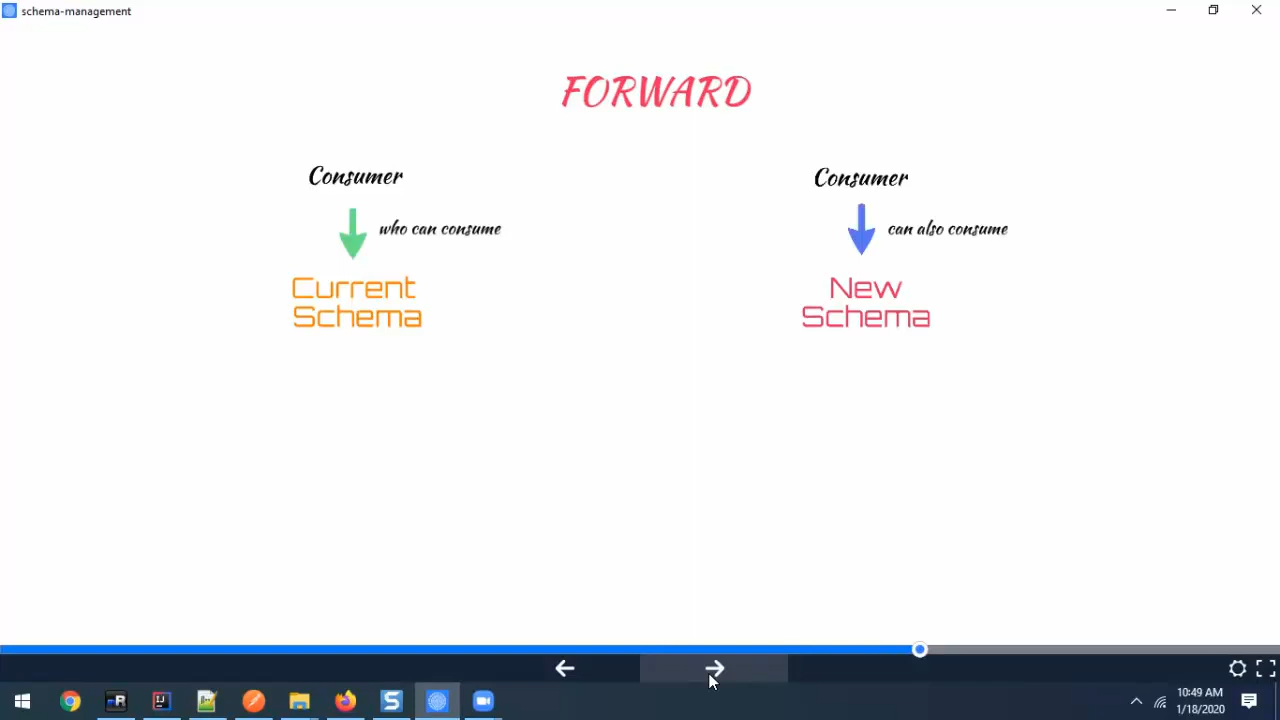 schema-management
FORWARD
Consumer
who can consume
Current
Schema
Consumer
can also consume
New
Schema
10:49 AM
1/18/2020